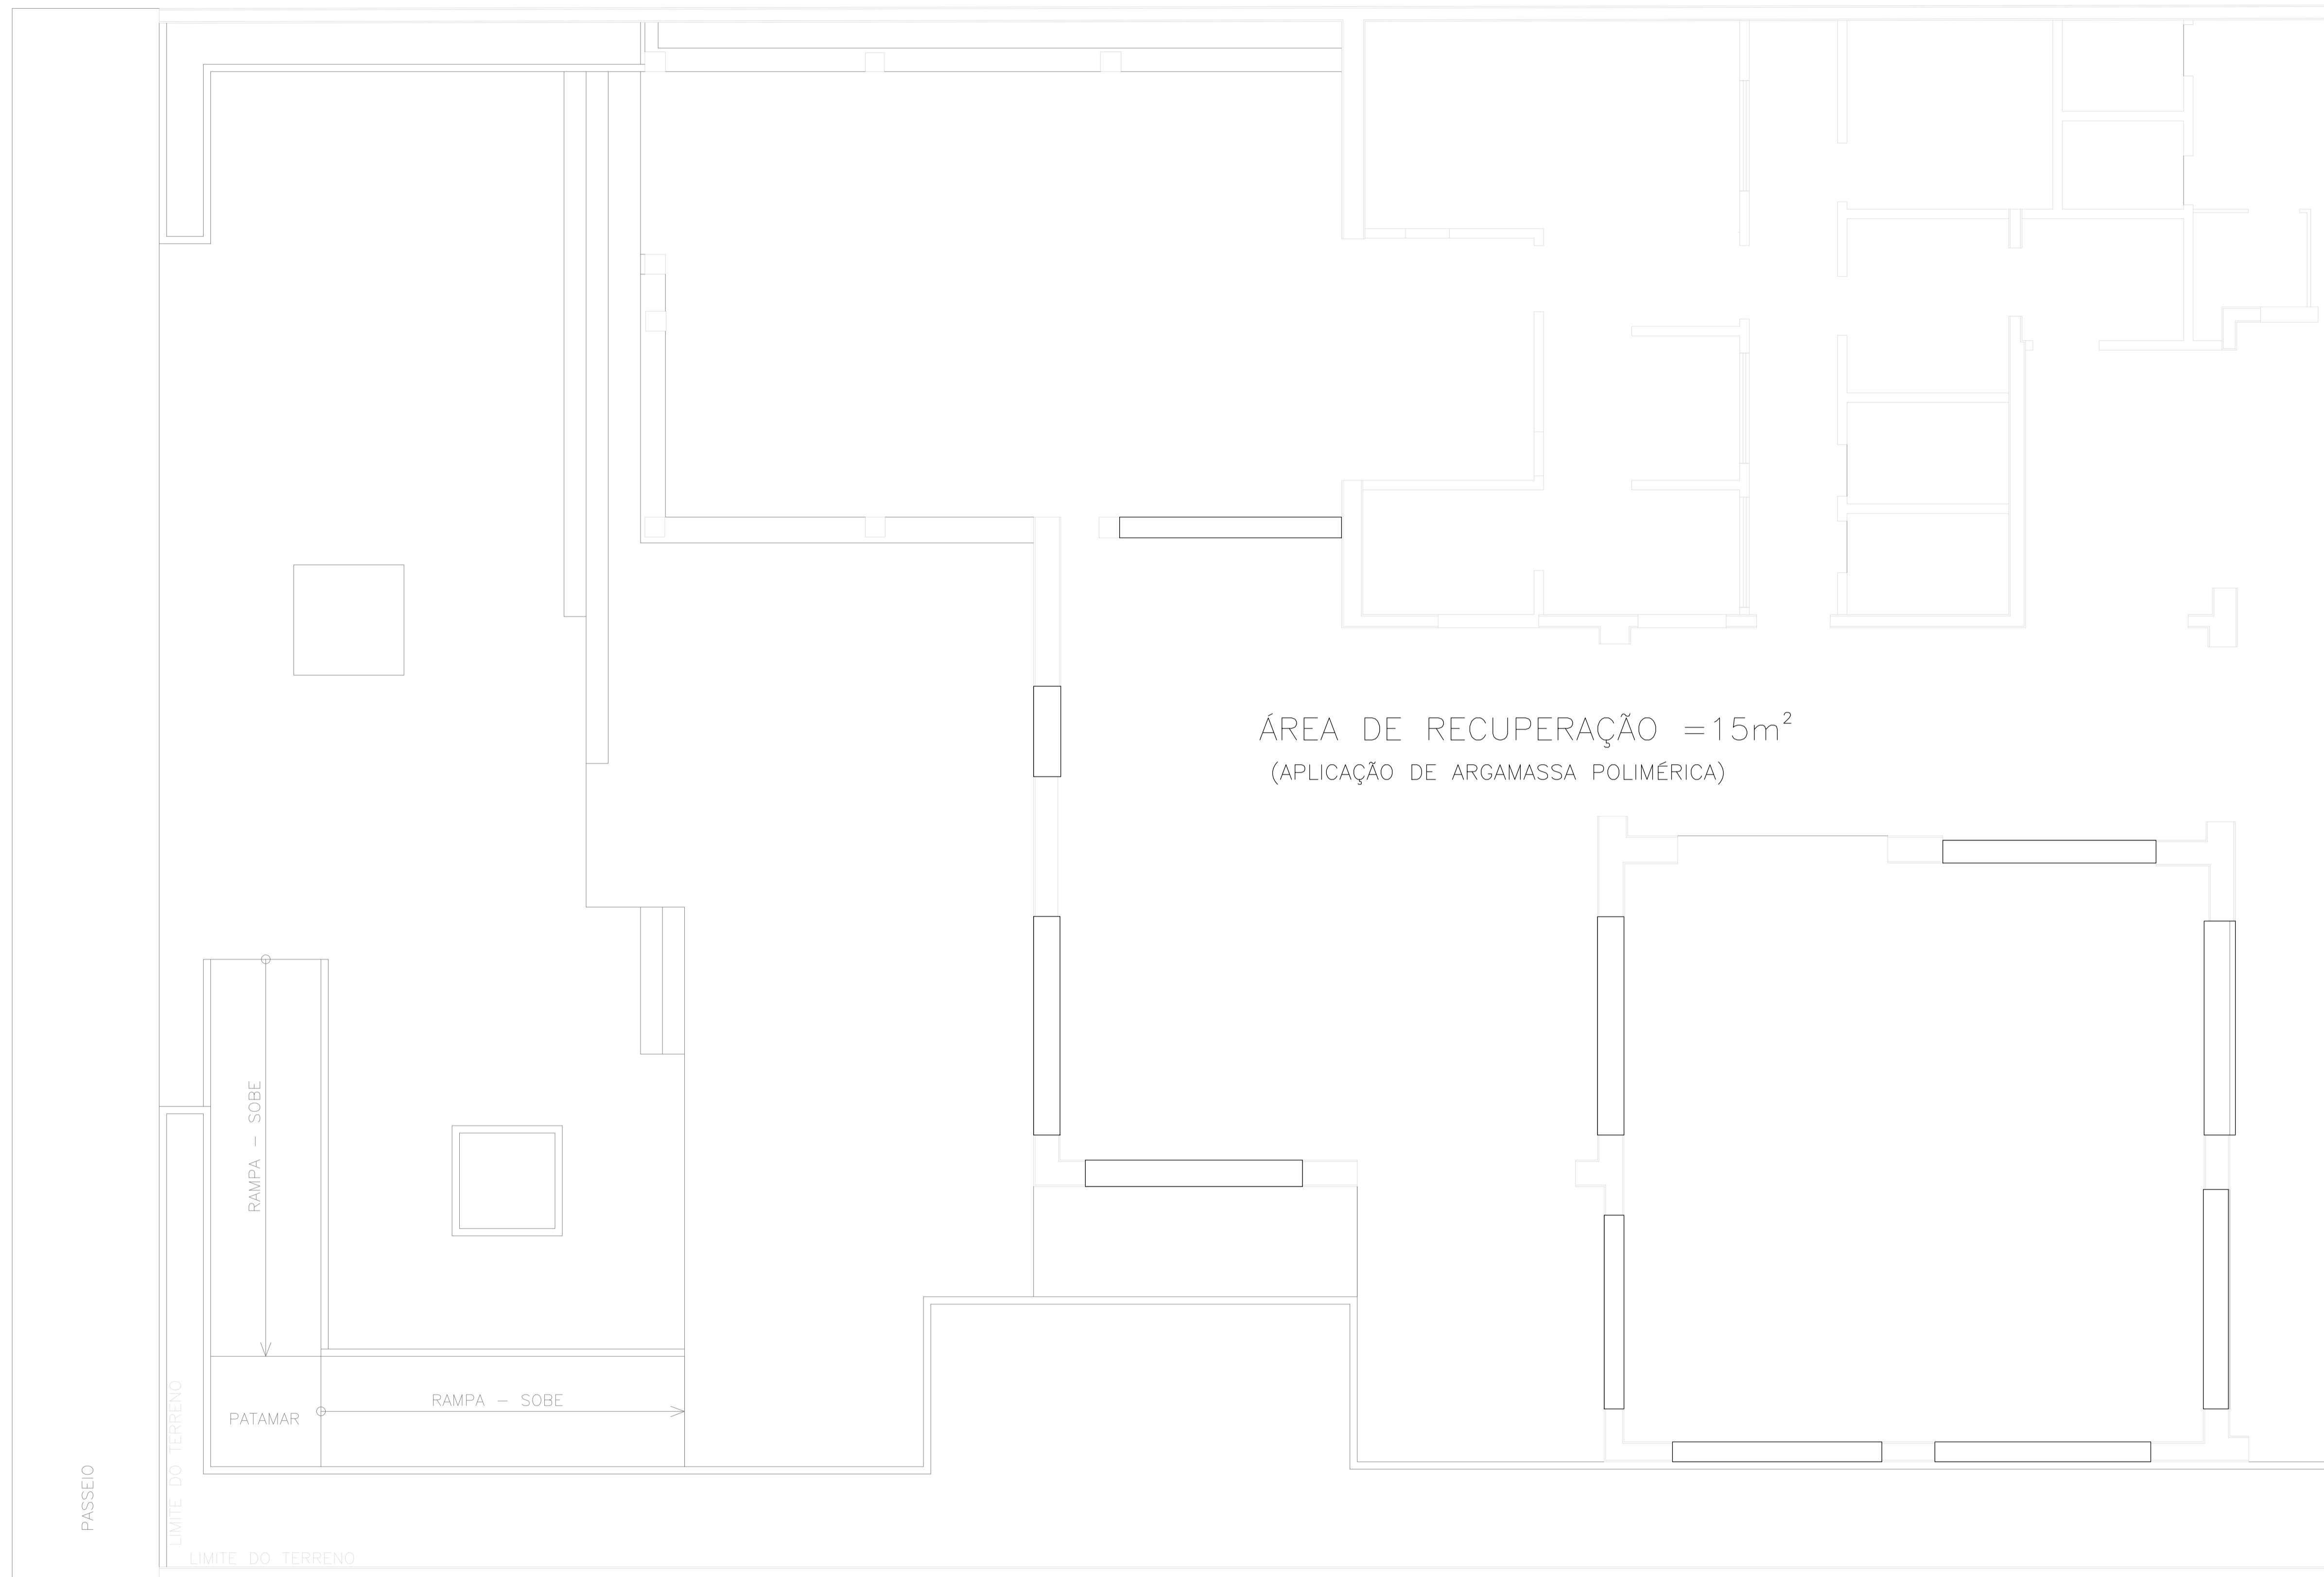 ÁREA DE RECUPERAÇÃO =15m²
(APLICAÇÃO DE ARGAMASSA POLIMÉRICA)
RAMPA - SOBE
RAMPA - SOBE
PATAMAR
PASSEIO
LIMITE DO TERRENO
LIMITE DO TERRENO